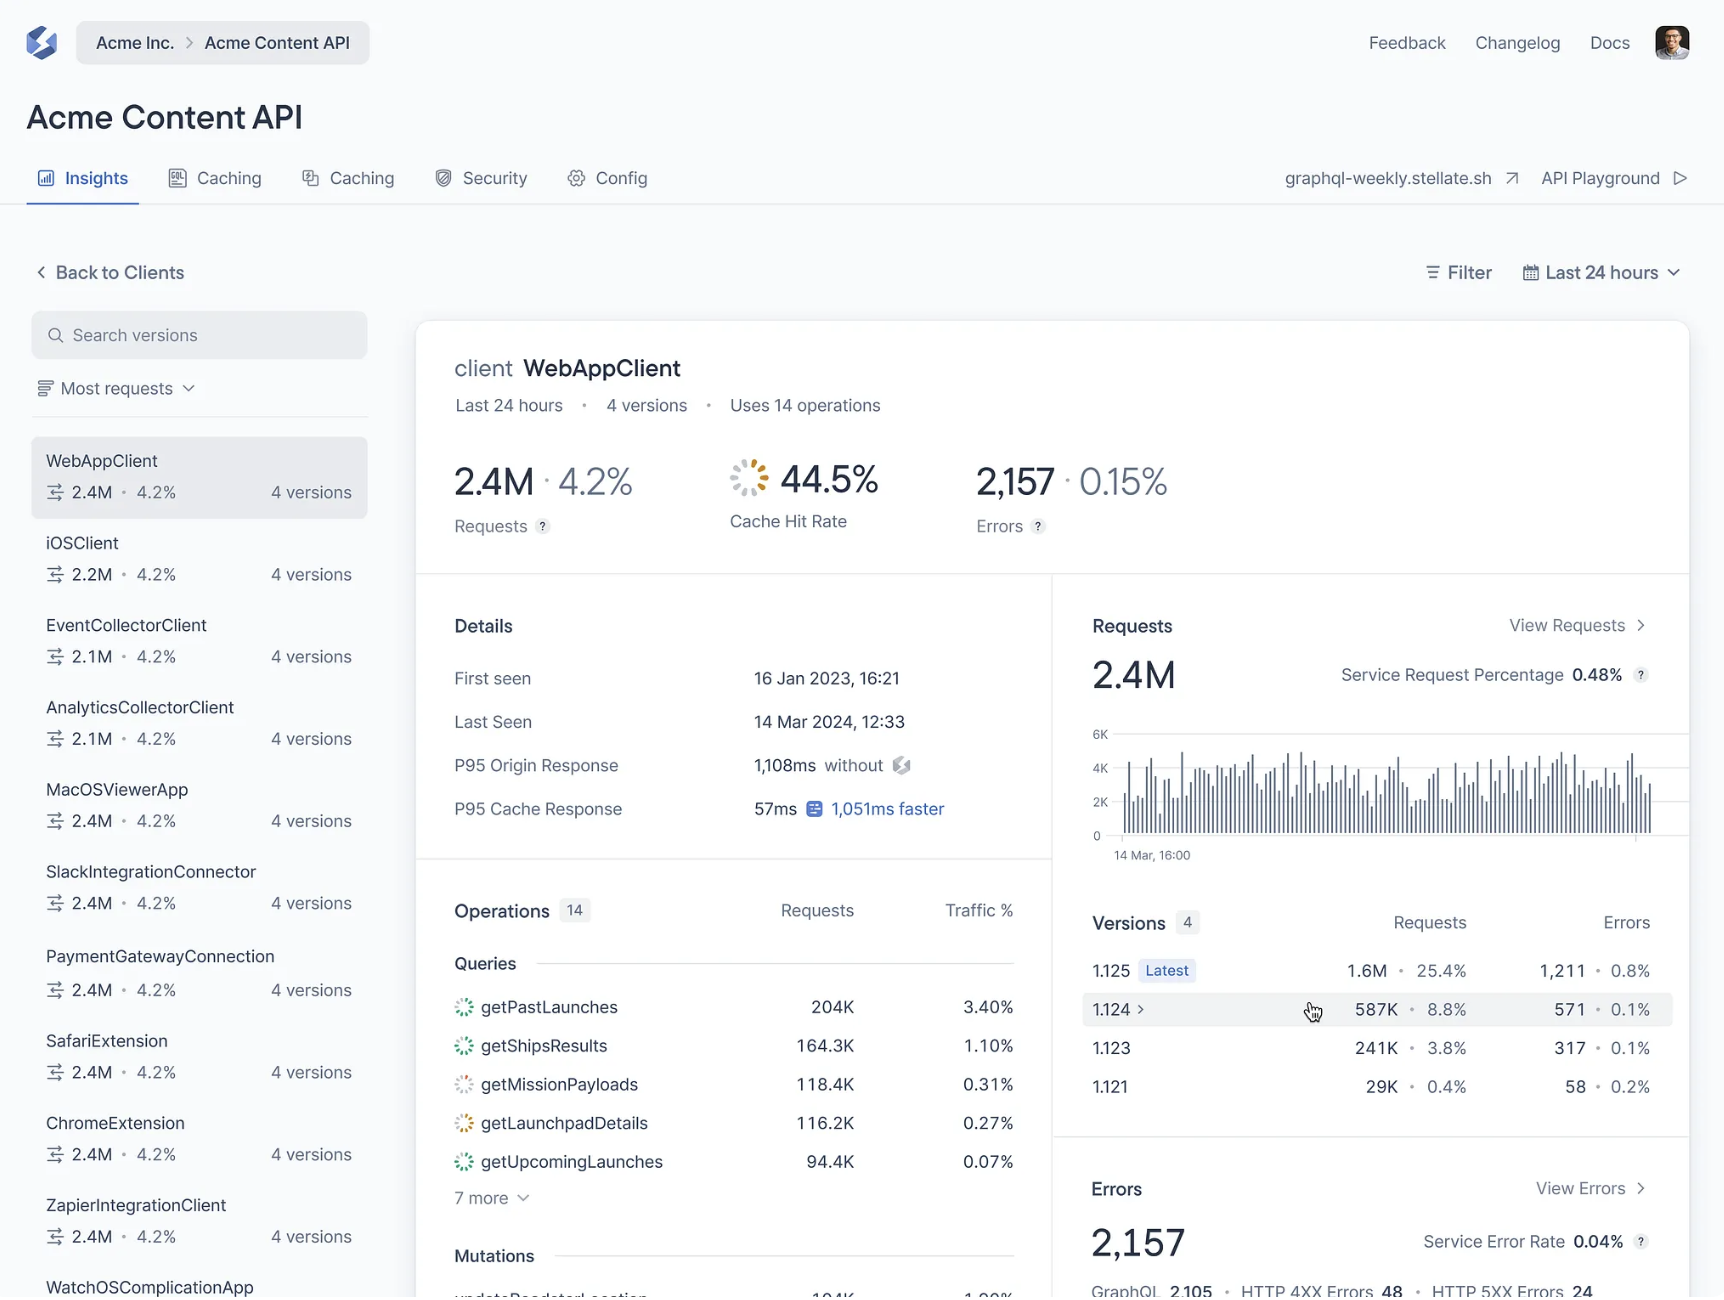 Acme Inc. Acme Content API
Feedback Changelog Docs
Acme Content API
Insights Caching Caching Security Config
graphql-weekly.stellate.sh API Playground
Back to Clients
Filter Last 24 hours
Search versions
Most requests
WebAppClient
2.4M · 4.2% 4 versions
iOSClient
2.2M · 4.2% 4 versions
EventCollectorClient
2.1M · 4.2% 4 versions
AnalyticsCollectorClient
2.1M · 4.2% 4 versions
MacOSViewerApp
2.4M · 4.2% 4 versions
SlackIntegrationConnector
2.4M · 4.2% 4 versions
PaymentGatewayConnection
2.4M · 4.2% 4 versions
SafariExtension
2.4M · 4.2% 4 versions
ChromeExtension
2.4M · 4.2% 4 versions
ZapierIntegrationClient
2.4M · 4.2% 4 versions
WatchOSComplicationApp
client WebAppClient
Last 24 hours · 4 versions · Uses 14 operations
2.4M · 4.2%
Requests ?
44.5%
Cache Hit Rate
2,157 · 0.15%
Errors ?
Details
First seen 16 Jan 2023, 16:21
Last Seen 14 Mar 2024, 12:33
P95 Origin Response 1,108ms without
P95 Cache Response 57ms 1,051ms faster
Operations 14 Requests Traffic %
Queries
getPastLaunches 204K 3.40%
getShipsResults 164.3K 1.10%
getMissionPayloads 118.4K 0.31%
getLaunchpadDetails 116.2K 0.27%
getUpcomingLaunches 94.4K 0.07%
7 more
Mutations
Requests View Requests
2.4M Service Request Percentage 0.48% ?
6K
4K
2K
0
14 Mar, 16:00
Versions 4 Requests Errors
1.125 Latest 1.6M · 25.4% 1,211 · 0.8%
1.124 587K · 8.8% 571 · 0.1%
1.123 241K · 3.8% 317 · 0.1%
1.121 29K · 0.4% 58 · 0.2%
Errors View Errors
2,157 Service Error Rate 0.04% ?
GraphQL 2,105 · HTTP 4XX Errors 48 · HTTP 5XX Errors 24